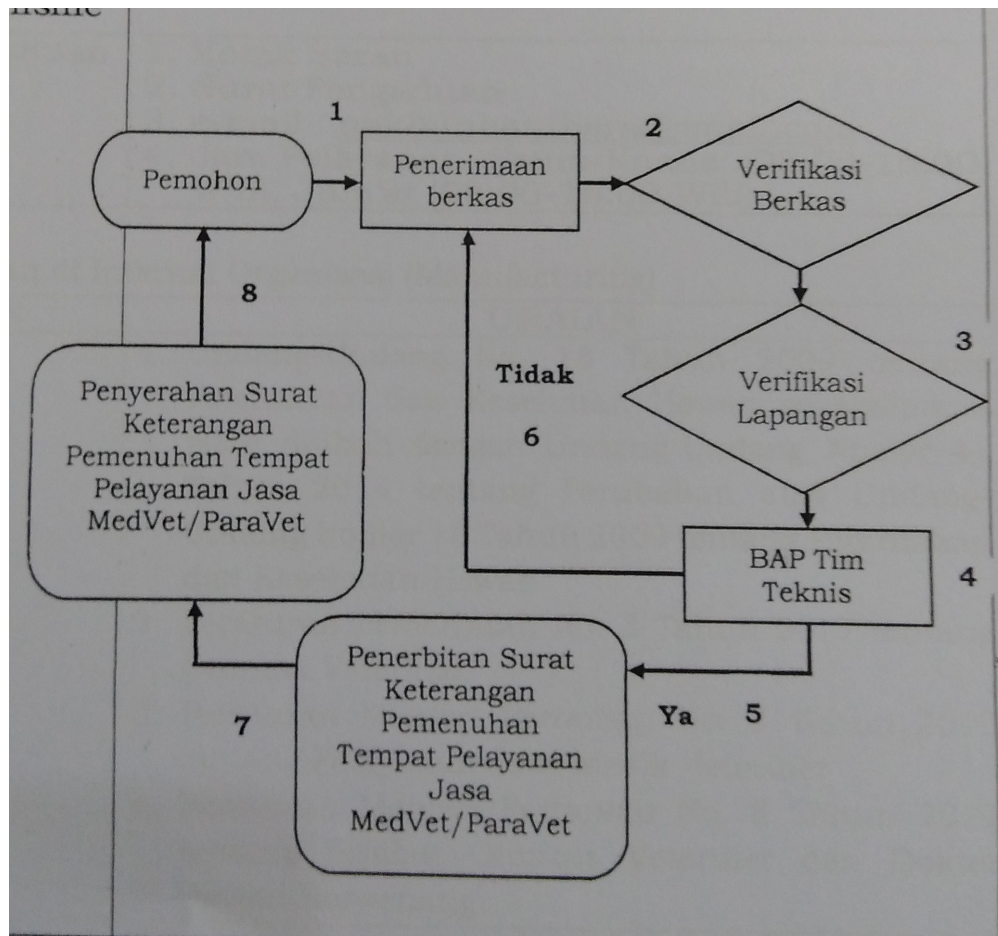 1
Pemohon
Penerimaan
berkas
2
Verifikasi
Berkas
3
Verifikasi
Lapangan
BAP Tim
Teknis
4
Tidak
6
Ya
5
Penerbitan Surat
Keterangan
Pemenuhan
Tempat Pelayanan
Jasa
MedVet/ParaVet
7
Penyerahan Surat
Keterangan
Pemenuhan Tempat
Pelayanan Jasa
MedVet/ParaVet
8